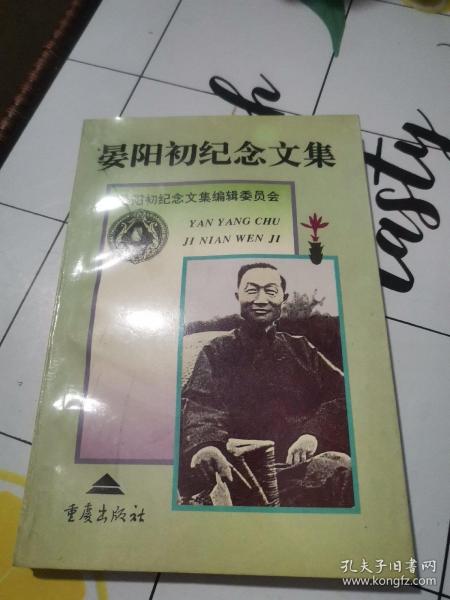 晏阳初纪念文集
阳初纪念文集编辑委员会
YAN YANG CHU
JI NIAN WEN JI
重庆出版社
tasty
孔夫子旧书网
www.kongfz.com